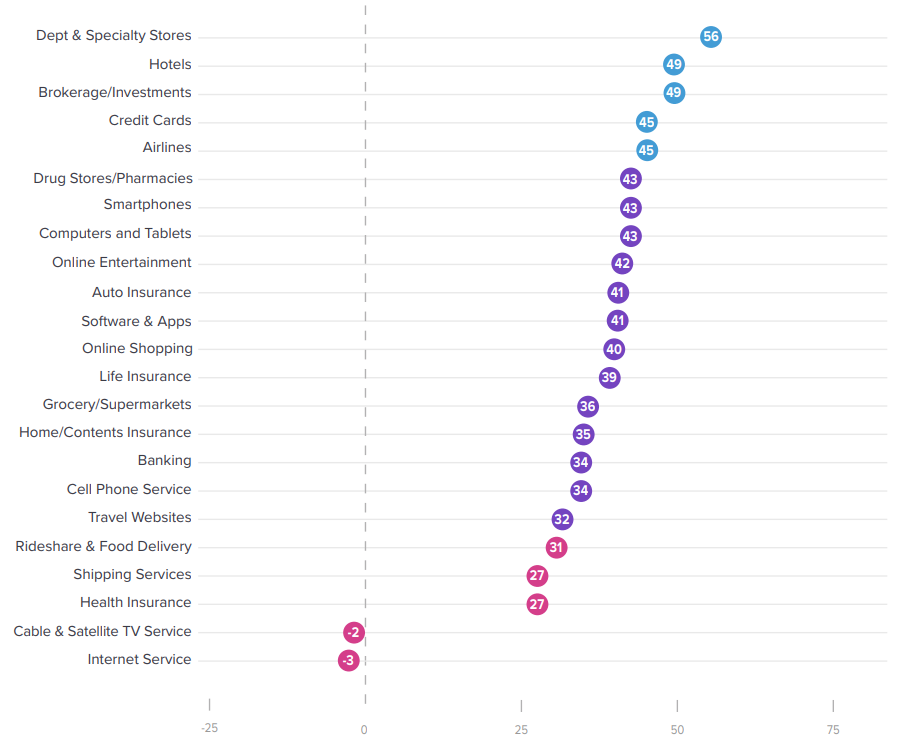 Dept & Specialty Stores 56
Hotels 49
Brokerage/Investments 49
Credit Cards 45
Airlines 45
Drug Stores/Pharmacies 43
Smartphones 43
Computers and Tablets 43
Online Entertainment 42
Auto Insurance 41
Software & Apps 41
Online Shopping 40
Life Insurance 39
Grocery/Supermarkets 36
Home/Contents Insurance 35
Banking 34
Cell Phone Service 34
Travel Websites 32
Rideshare & Food Delivery 31
Shipping Services 27
Health Insurance 27
Cable & Satellite TV Service -2
Internet Service -3
-25 0 25 50 75